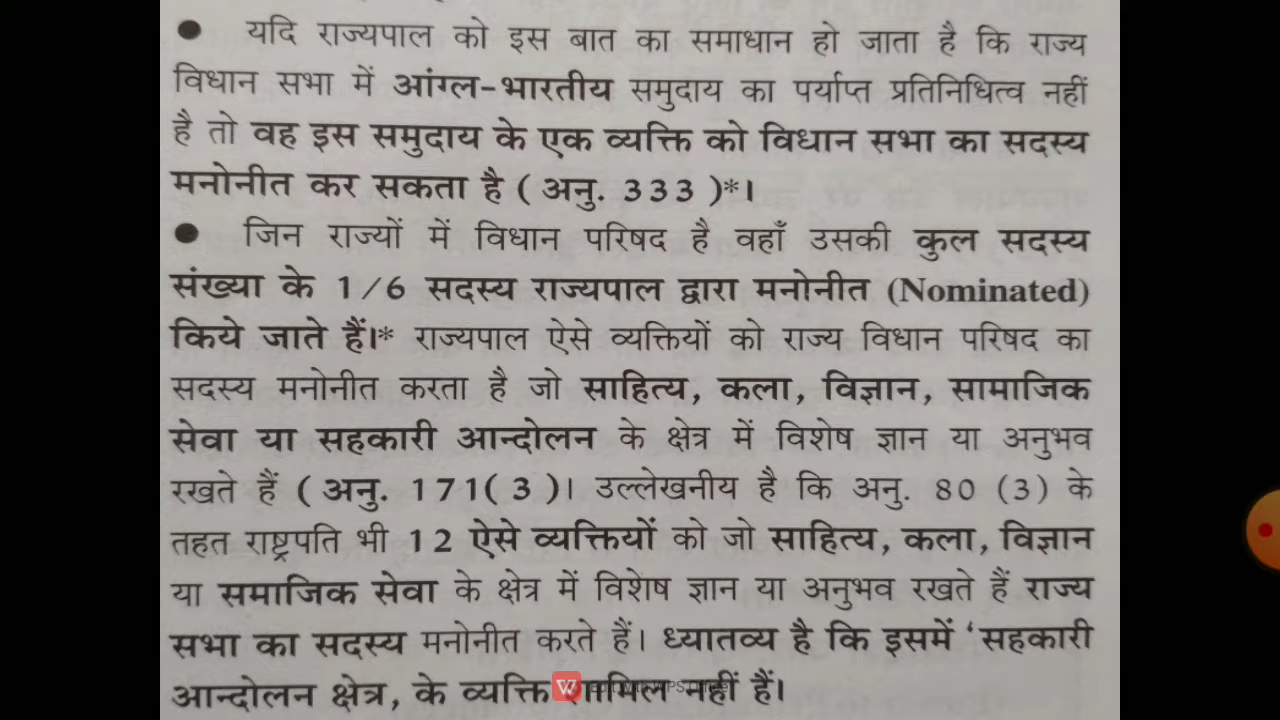 ● यदि राज्यपाल को इस बात का समाधान हो जाता है कि राज्य
विधान सभा में आंग्ल-भारतीय समुदाय का पर्याप्त प्रतिनिधित्व नहीं
है तो वह इस समुदाय के एक व्यक्ति को विधान सभा का सदस्य
मनोनीत कर सकता है ( अनु. 333 )*।
● जिन राज्यों में विधान परिषद है वहाँ उसकी कुल सदस्य
संख्या के 1/6 सदस्य राज्यपाल द्वारा मनोनीत (Nominated)
किये जाते हैं।* राज्यपाल ऐसे व्यक्तियों को राज्य विधान परिषद का
सदस्य मनोनीत करता है जो साहित्य, कला, विज्ञान, सामाजिक
सेवा या सहकारी आन्दोलन के क्षेत्र में विशेष ज्ञान या अनुभव
रखते हैं ( अनु. 171( 3 )। उल्लेखनीय है कि अनु. 80 (3) के
तहत राष्ट्रपति भी 12 ऐसे व्यक्तियों को जो साहित्य, कला, विज्ञान
या समाजिक सेवा के क्षेत्र में विशेष ज्ञान या अनुभव रखते हैं राज्य
सभा का सदस्य मनोनीत करते हैं। ध्यातव्य है कि इसमें ‘सहकारी
आन्दोलन क्षेत्र, के व्यक्ति शामिल नहीं हैं।